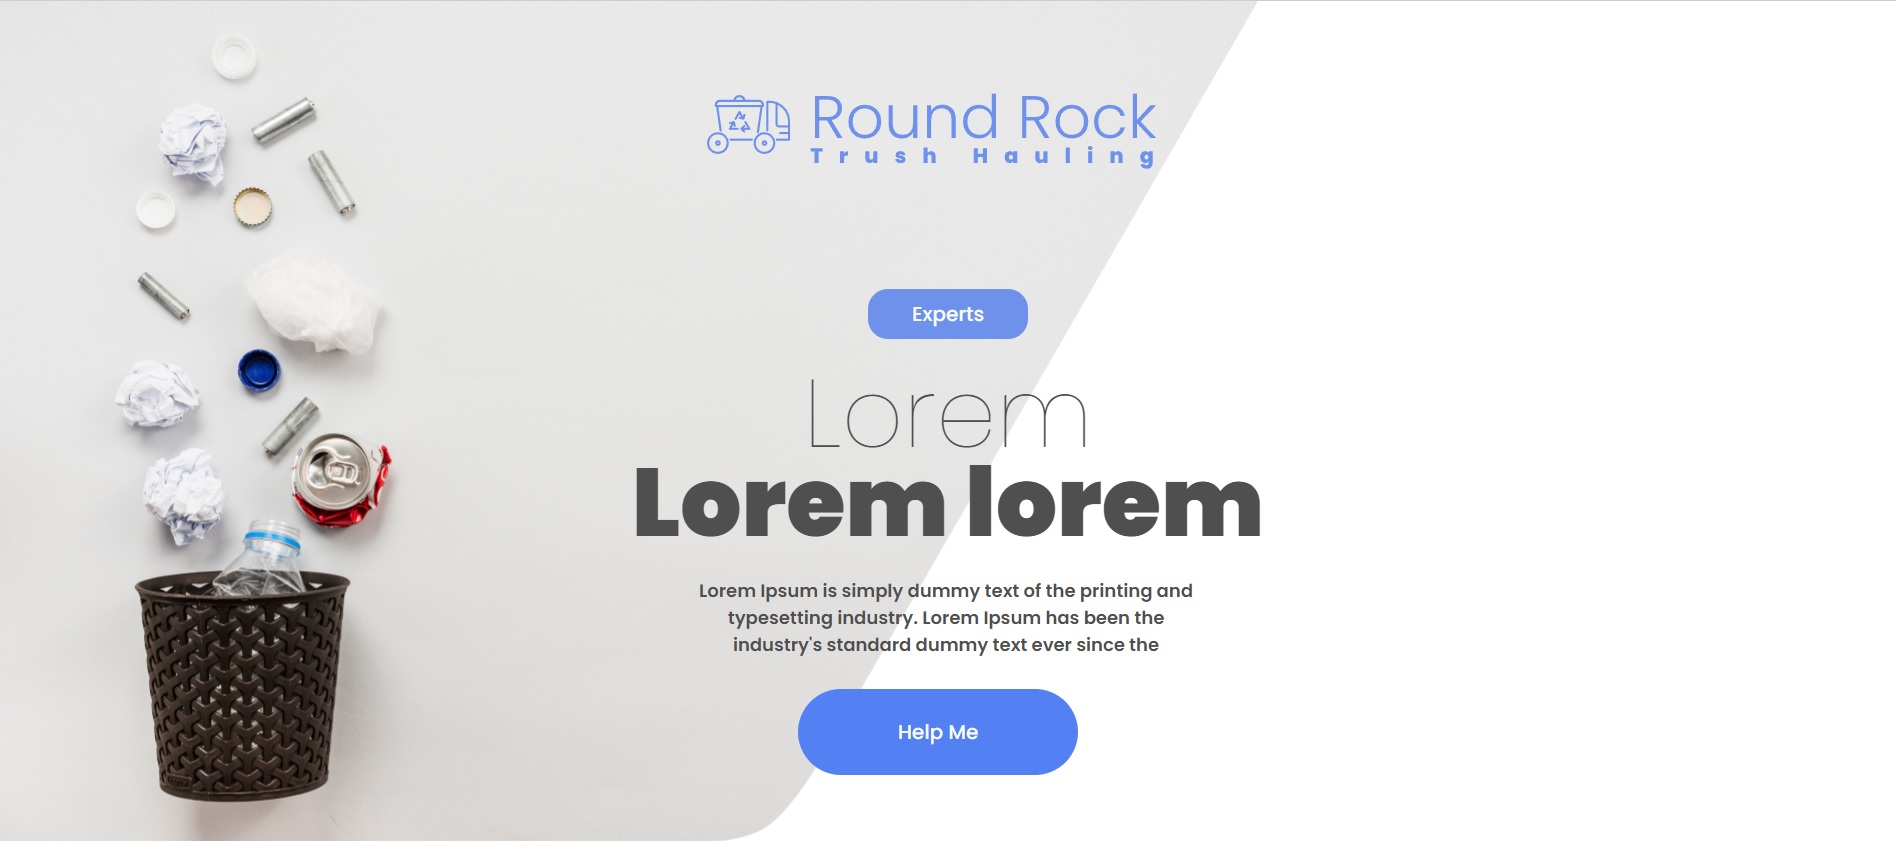 Round Rock
Trush Hauling
Experts
Lorem
Lorem lorem
Lorem Ipsum is simply dummy text of the printing and
typesetting industry. Lorem Ipsum has been the
industry's standard dummy text ever since the
Help Me